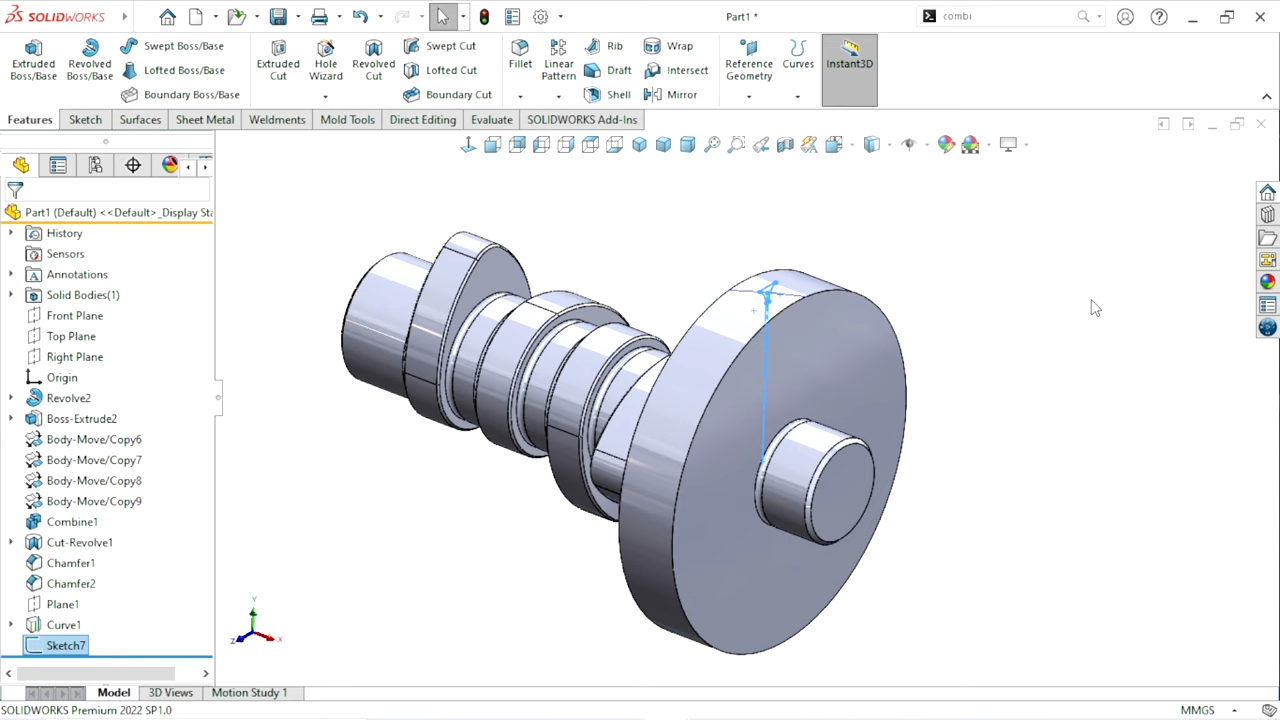 SOLIDWORKS
Part1 *
combi
Extruded Boss/Base
Revolved Boss/Base
Swept Boss/Base
Lofted Boss/Base
Boundary Boss/Base
Extruded Cut
Hole Wizard
Revolved Cut
Swept Cut
Lofted Cut
Boundary Cut
Fillet
Linear Pattern
Rib
Draft
Shell
Wrap
Intersect
Mirror
Reference Geometry
Curves
Instant3D
Features
Sketch
Surfaces
Sheet Metal
Weldments
Mold Tools
Direct Editing
Evaluate
SOLIDWORKS Add-Ins
Part1 (Default) <<Default>_Display Sta
History
Sensors
Annotations
Solid Bodies(1)
Front Plane
Top Plane
Right Plane
Origin
Revolve2
Boss-Extrude2
Body-Move/Copy6
Body-Move/Copy7
Body-Move/Copy8
Body-Move/Copy9
Combine1
Cut-Revolve1
Chamfer1
Chamfer2
Plane1
Curve1
Sketch7
Y
Z
X
Model
3D Views
Motion Study 1
SOLIDWORKS Premium 2022 SP1.0
MMGS